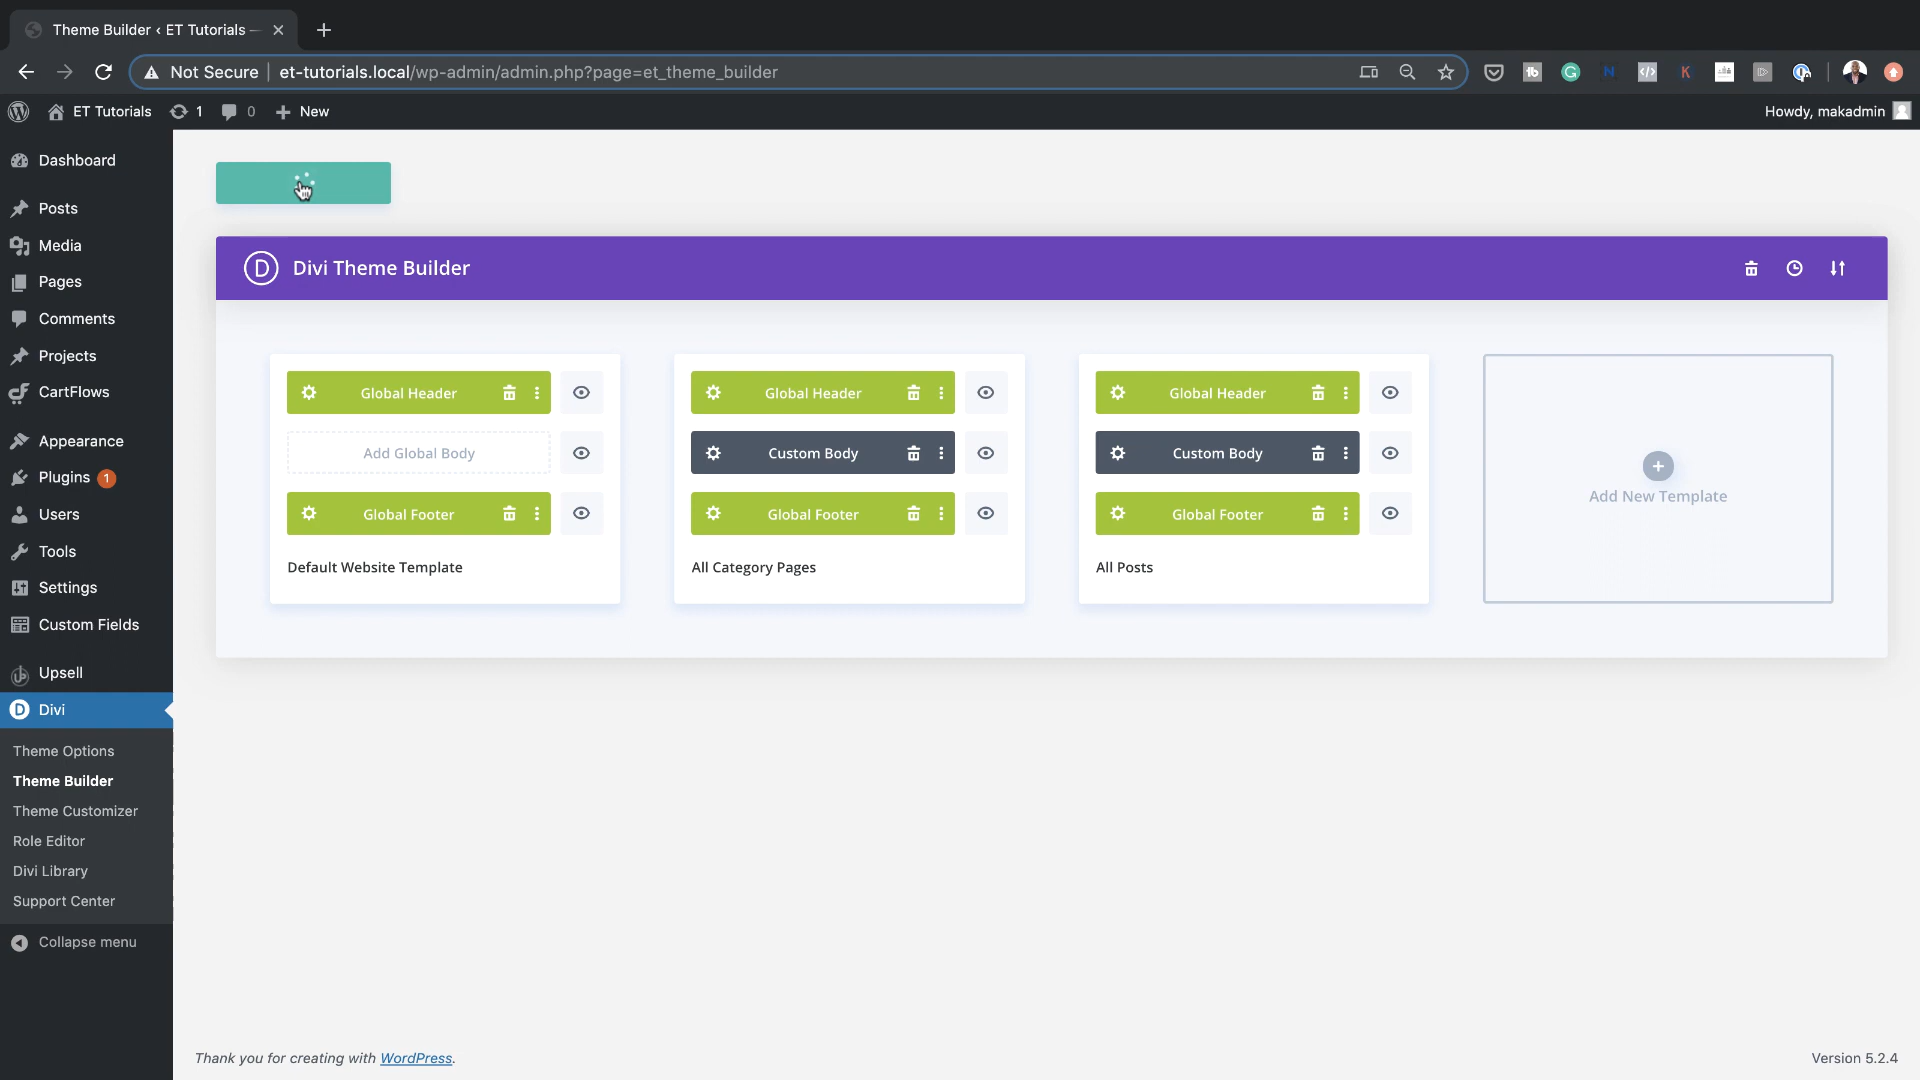 Theme Builder ‹ ET Tutorials —
Not Secure et-tutorials.local/wp-admin/admin.php?page=et_theme_builder
ET Tutorials 1 0 New Howdy, makadmin
Dashboard
Posts
Media
Pages
Comments
Projects
CartFlows
Appearance
Plugins 1
Users
Tools
Settings
Custom Fields
Upsell
Divi
Theme Options
Theme Builder
Theme Customizer
Role Editor
Divi Library
Support Center
Collapse menu
Divi Theme Builder
Global Header
Add Global Body
Global Footer
Default Website Template
Global Header
Custom Body
Global Footer
All Category Pages
Global Header
Custom Body
Global Footer
All Posts
Add New Template
Thank you for creating with WordPress.
Version 5.2.4